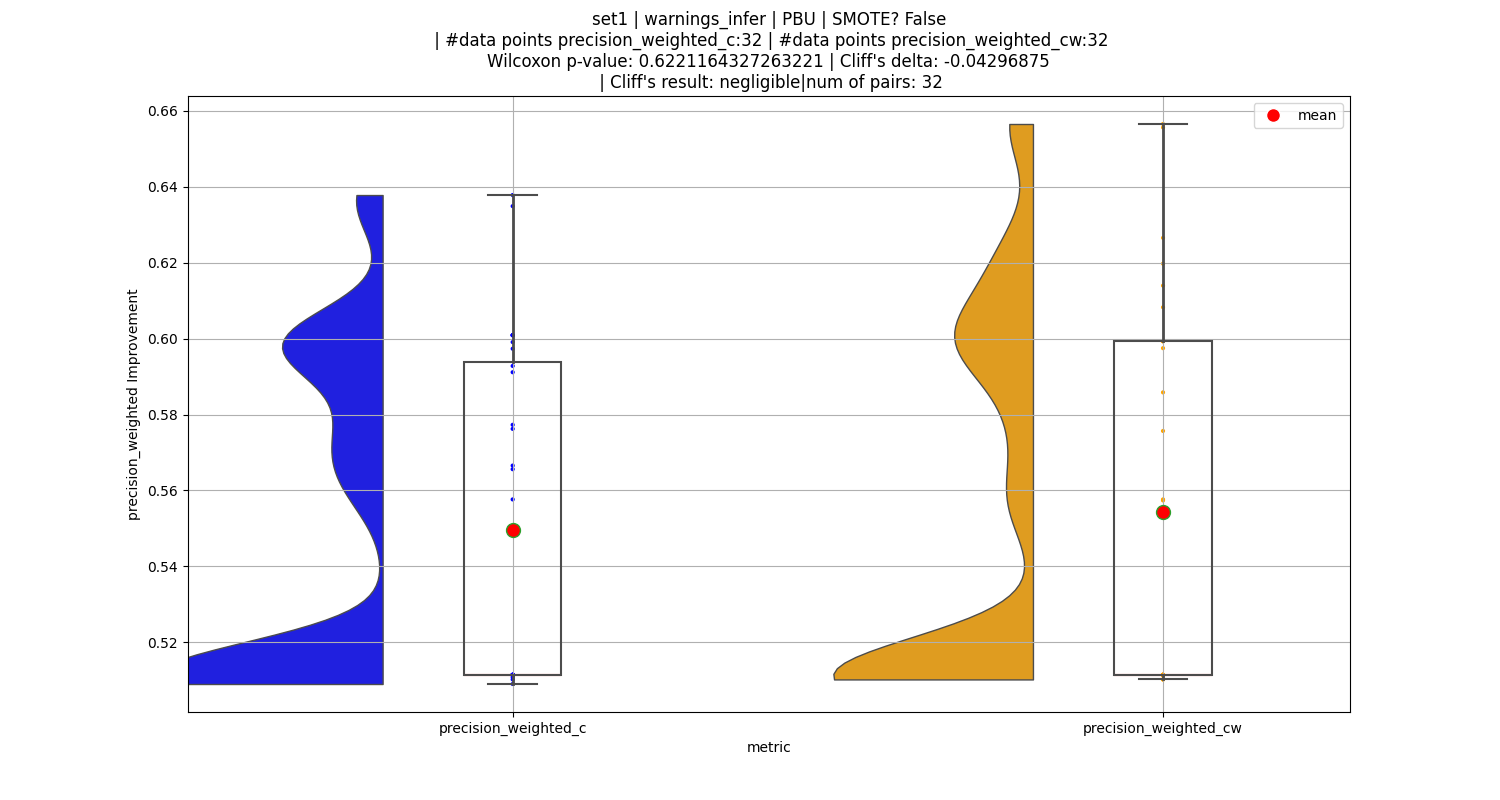 set1 | warnings_infer | PBU | SMOTE? False
| #data points precision_weighted_c:32 | #data points precision_weighted_cw:32
Wilcoxon p-value: 0.6221164327263221 | Cliff's delta: -0.04296875
| Cliff's result: negligible|num of pairs: 32
mean
0.66
0.64
0.62
0.60
0.58
0.56
0.54
0.52
precision_weighted Improvement
precision_weighted_c
precision_weighted_cw
metric